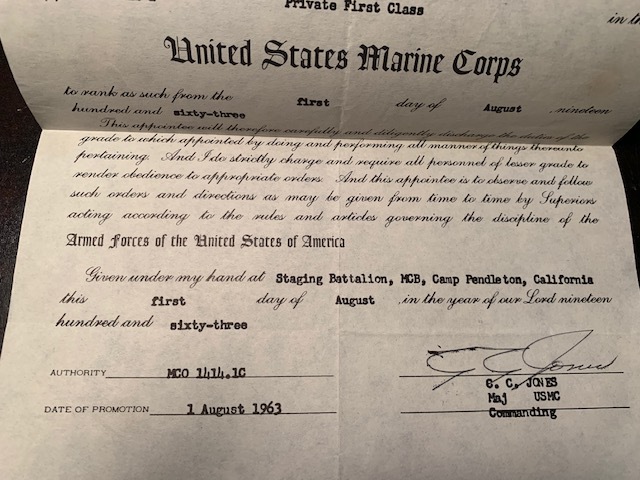 Private First Class
in th
United States Marine Corps
to rank as such from the first day of August , nineteen
hundred and sixty-three
This appointee will therefore carefully and diligently discharge the duties of the
grade to which appointed by doing and performing all manner of things thereunto
pertaining. And I do strictly charge and require all personnel of lesser grade to
render obedience to appropriate orders. And this appointee is to observe and follow
such orders and directions as may be given from time to time by Superiors
acting according to the rules and articles governing the discipline of the
Armed Forces of the United States of America
Given under my hand at Staging Battalion, MCB, Camp Pendleton, California
this first day of August , in the year of our Lord nineteen
hundred and sixty-three
AUTHORITY MCO 1414.1C
DATE OF PROMOTION 1 August 1963
G. C. Jones
G. C. JONES
Maj USMC
Commanding